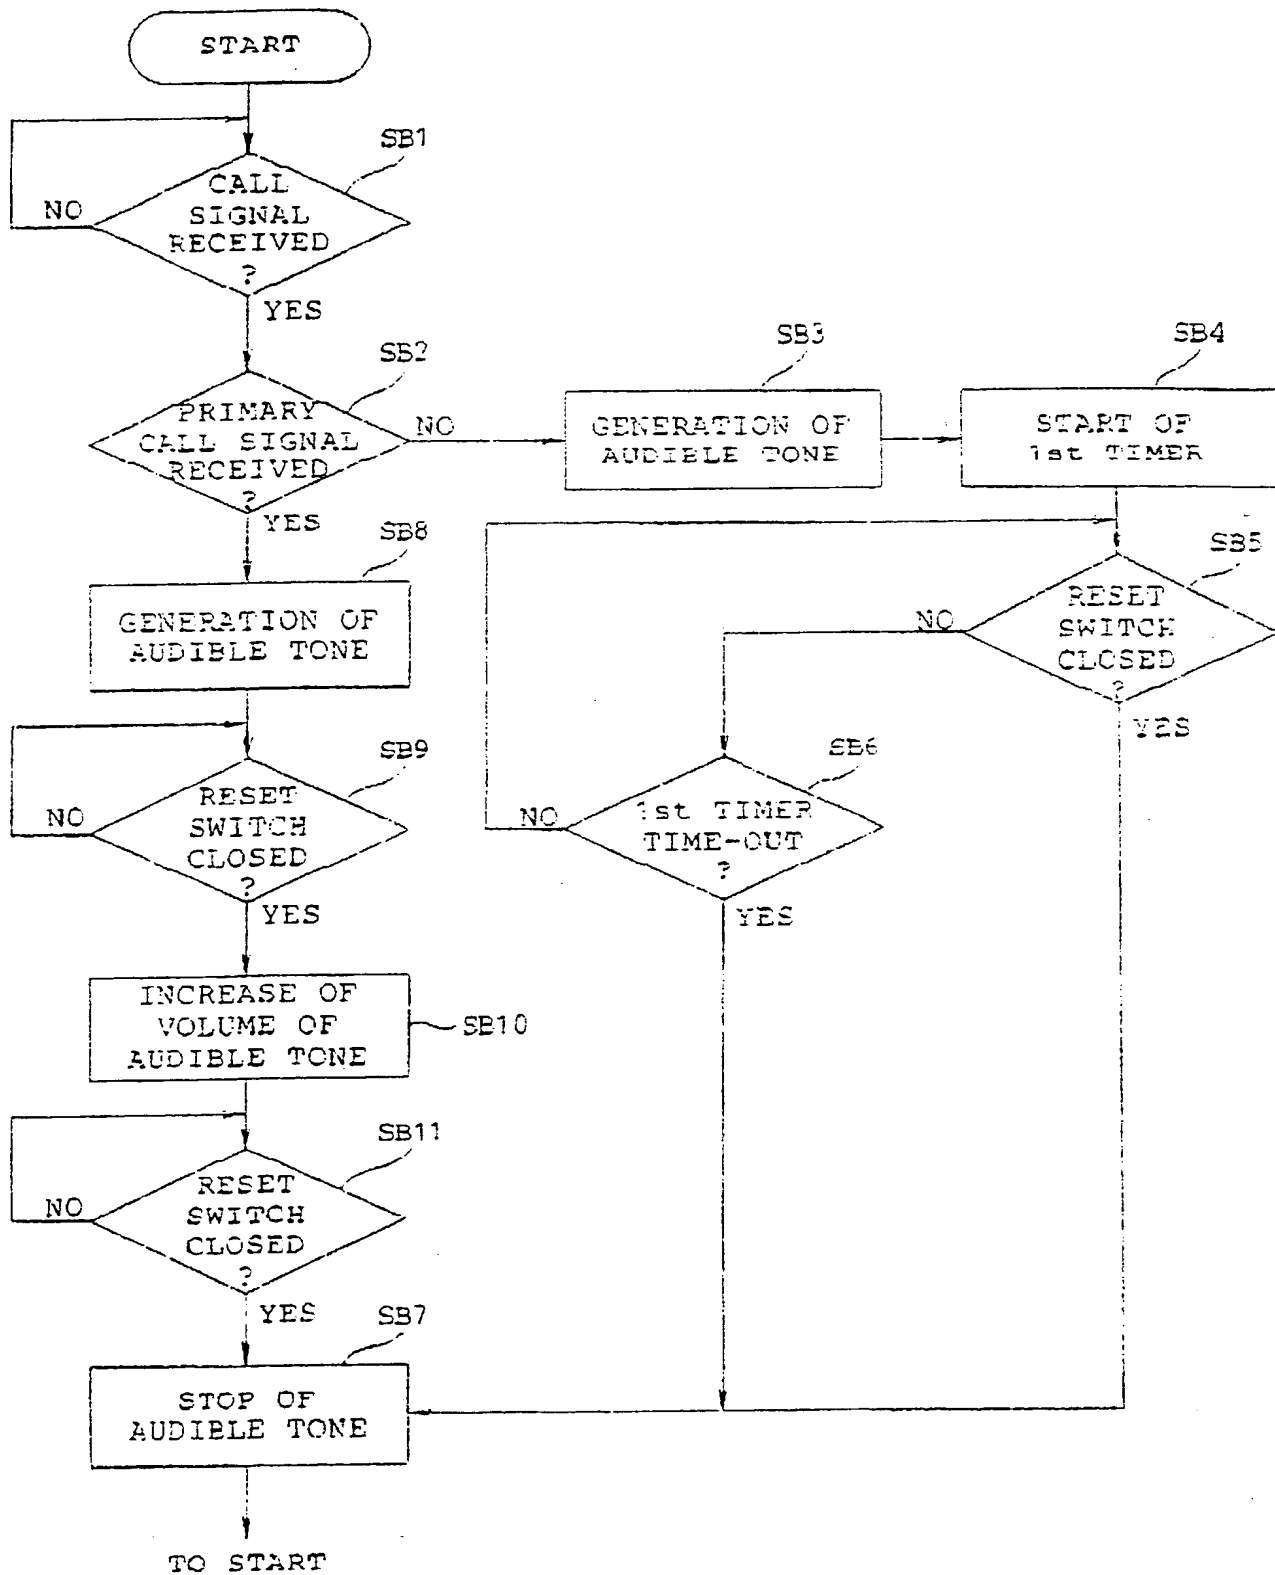 START
SB1
CALL
SIGNAL
RECEIVED
?
NO
YES
SB2
PRIMARY
CALL SIGNAL
RECEIVED
?
NO
YES
SB3
GENERATION OF
AUDIBLE TONE
SB4
START OF
1st TIMER
SB5
RESET
SWITCH
CLOSED
?
NO
YES
SB6
1st TIMER
TIME-OUT
?
NO
YES
SB8
GENERATION OF
AUDIBLE TONE
SB9
RESET
SWITCH
CLOSED
?
NO
YES
INCREASE OF
VOLUME OF
AUDIBLE TONE
SB10
SB11
RESET
SWITCH
CLOSED
?
NO
YES
SB7
STOP OF
AUDIBLE TONE
TO START